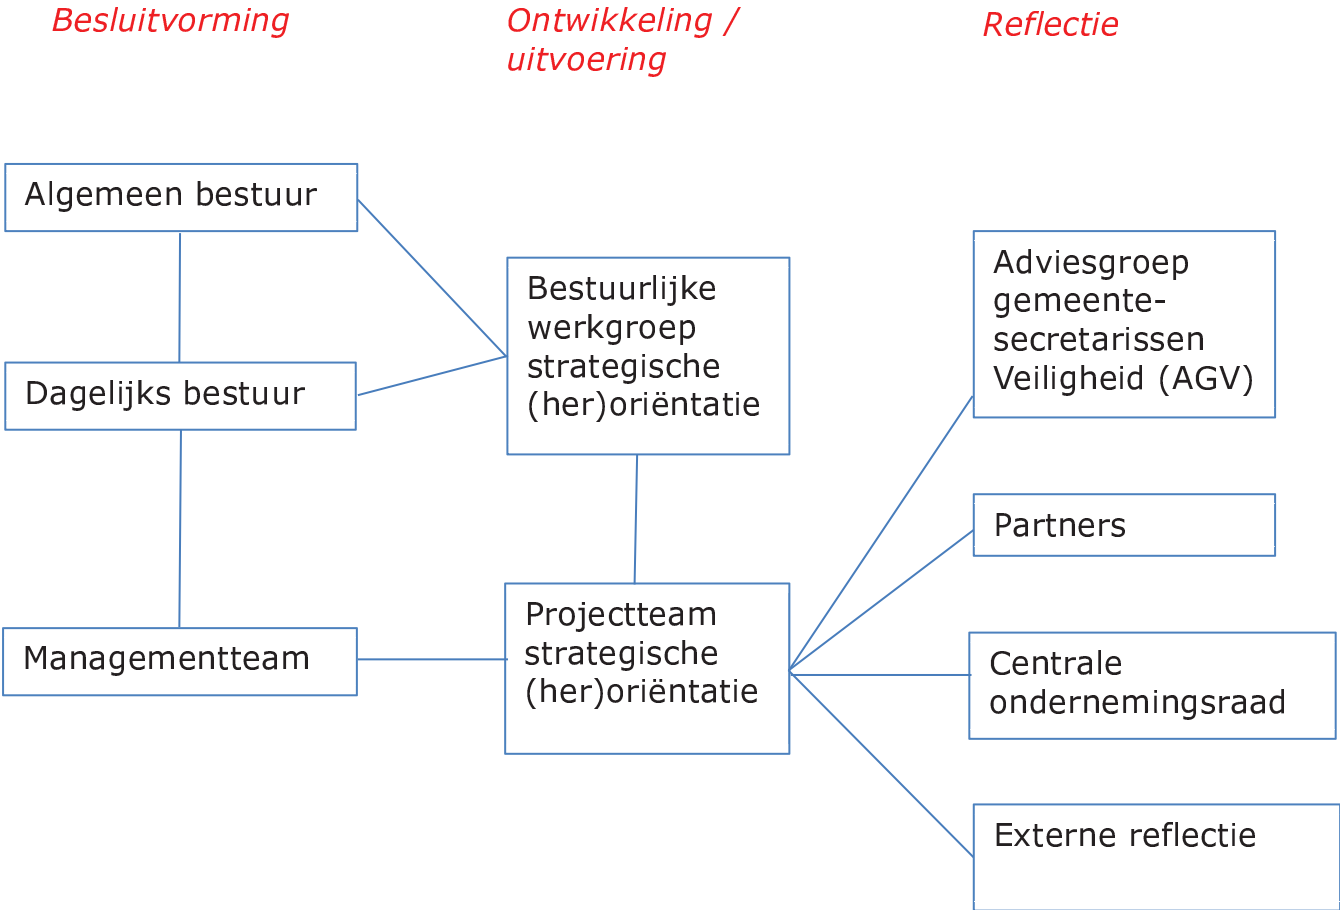 Besluitvorming
Ontwikkeling /
uitvoering
Reflectie
Algemeen bestuur
Dagelijks bestuur
Managementteam
Bestuurlijke
werkgroep
strategische
(her)oriëntatie
Projectteam
strategische
(her)oriëntatie
Adviesgroep
gemeente-
secretarissen
Veiligheid (AGV)
Partners
Centrale
ondernemingsraad
Externe reflectie